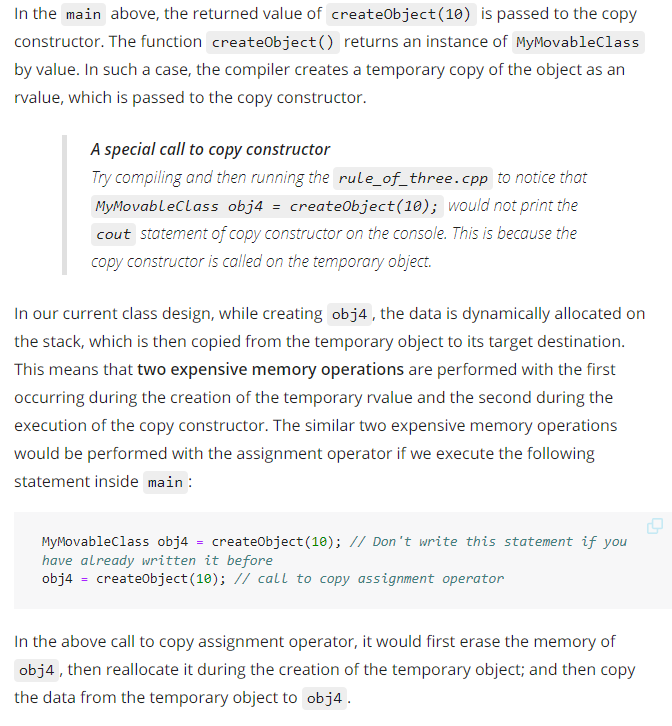 In the main above, the returned value of createObject(10) is passed to the copy
constructor. The function createObject() returns an instance of MyMovableClass
by value. In such a case, the compiler creates a temporary copy of the object as an
rvalue, which is passed to the copy constructor.
A special call to copy constructor
Try compiling and then running the rule_of_three.cpp to notice that
MyMovableClass obj4 = createObject(10); would not print the
cout statement of copy constructor on the console. This is because the
copy constructor is called on the temporary object.
In our current class design, while creating obj4, the data is dynamically allocated on
the stack, which is then copied from the temporary object to its target destination.
This means that two expensive memory operations are performed with the first
occurring during the creation of the temporary rvalue and the second during the
execution of the copy constructor. The similar two expensive memory operations
would be performed with the assignment operator if we execute the following
statement inside main:
MyMovableClass obj4 = createObject(10); // Don't write this statement if you
have already written it before
obj4 = createObject(10); // call to copy assignment operator
In the above call to copy assignment operator, it would first erase the memory of
obj4, then reallocate it during the creation of the temporary object; and then copy
the data from the temporary object to obj4.